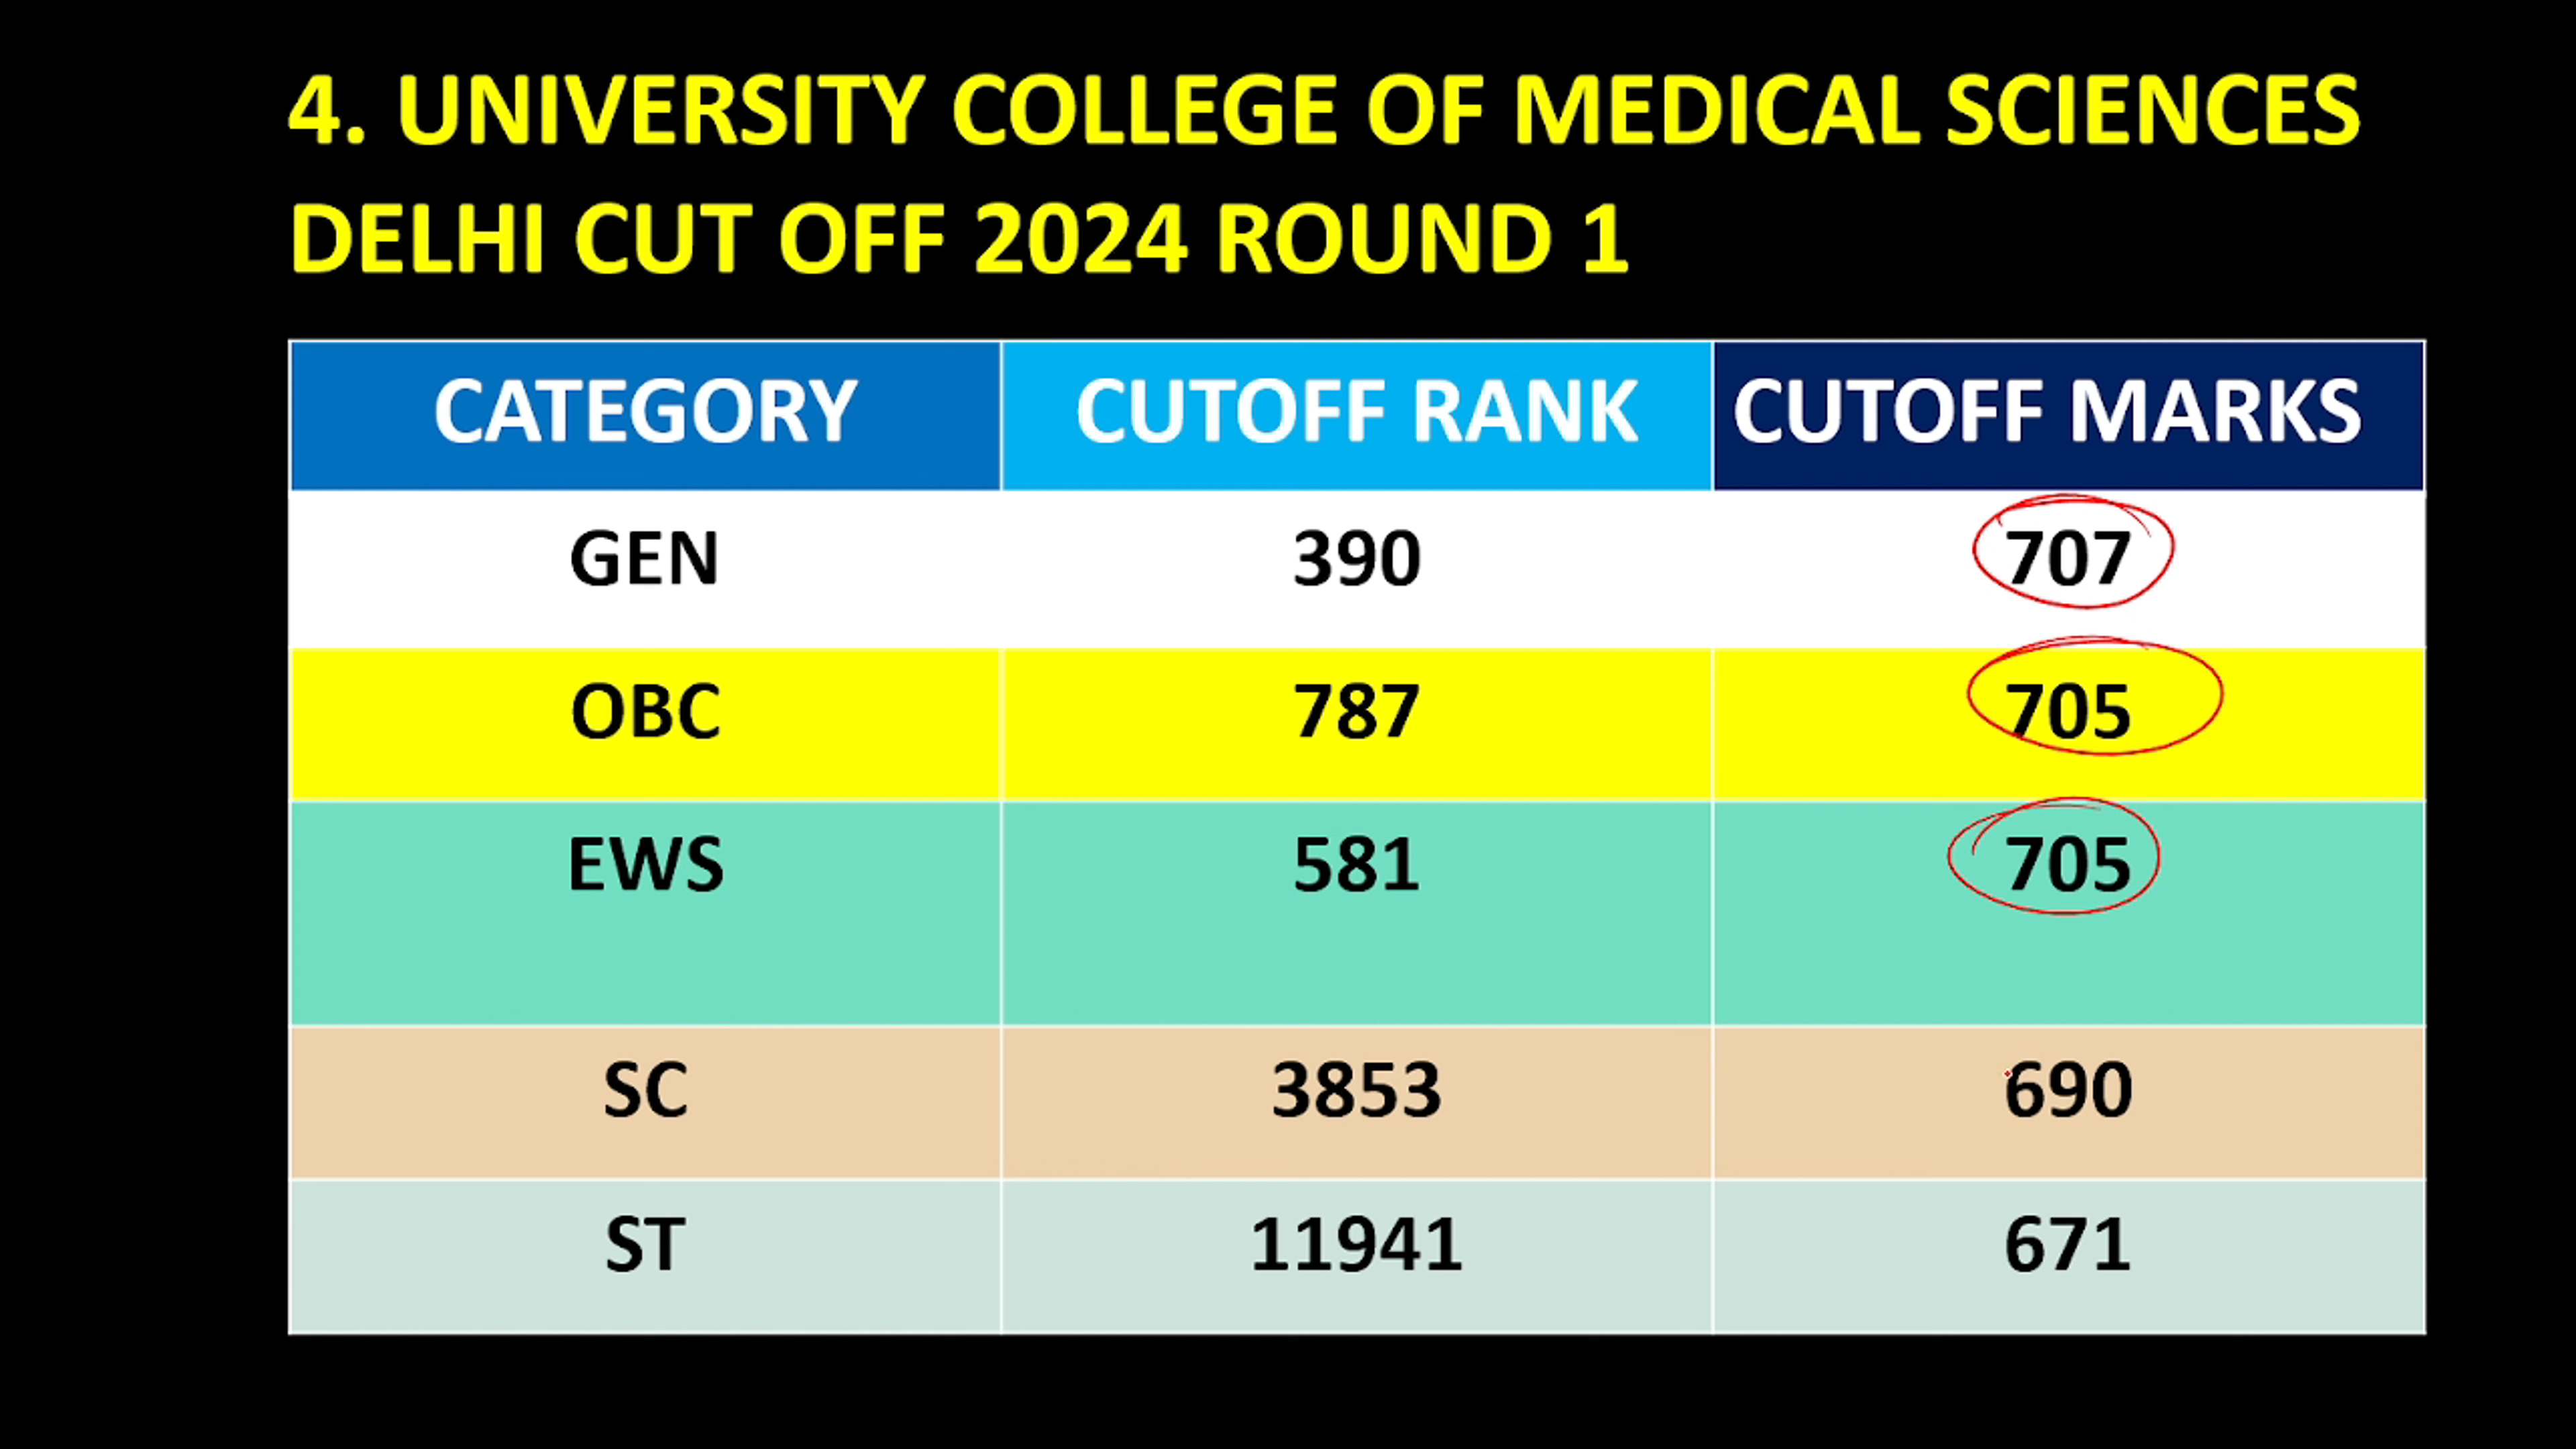 4. UNIVERSITY COLLEGE OF MEDICAL SCIENCES
DELHI CUT OFF 2024 ROUND 1
CATEGORY CUTOFF RANK CUTOFF MARKS
GEN 390 707
OBC 787 705
EWS 581 705
SC 3853 690
ST 11941 671